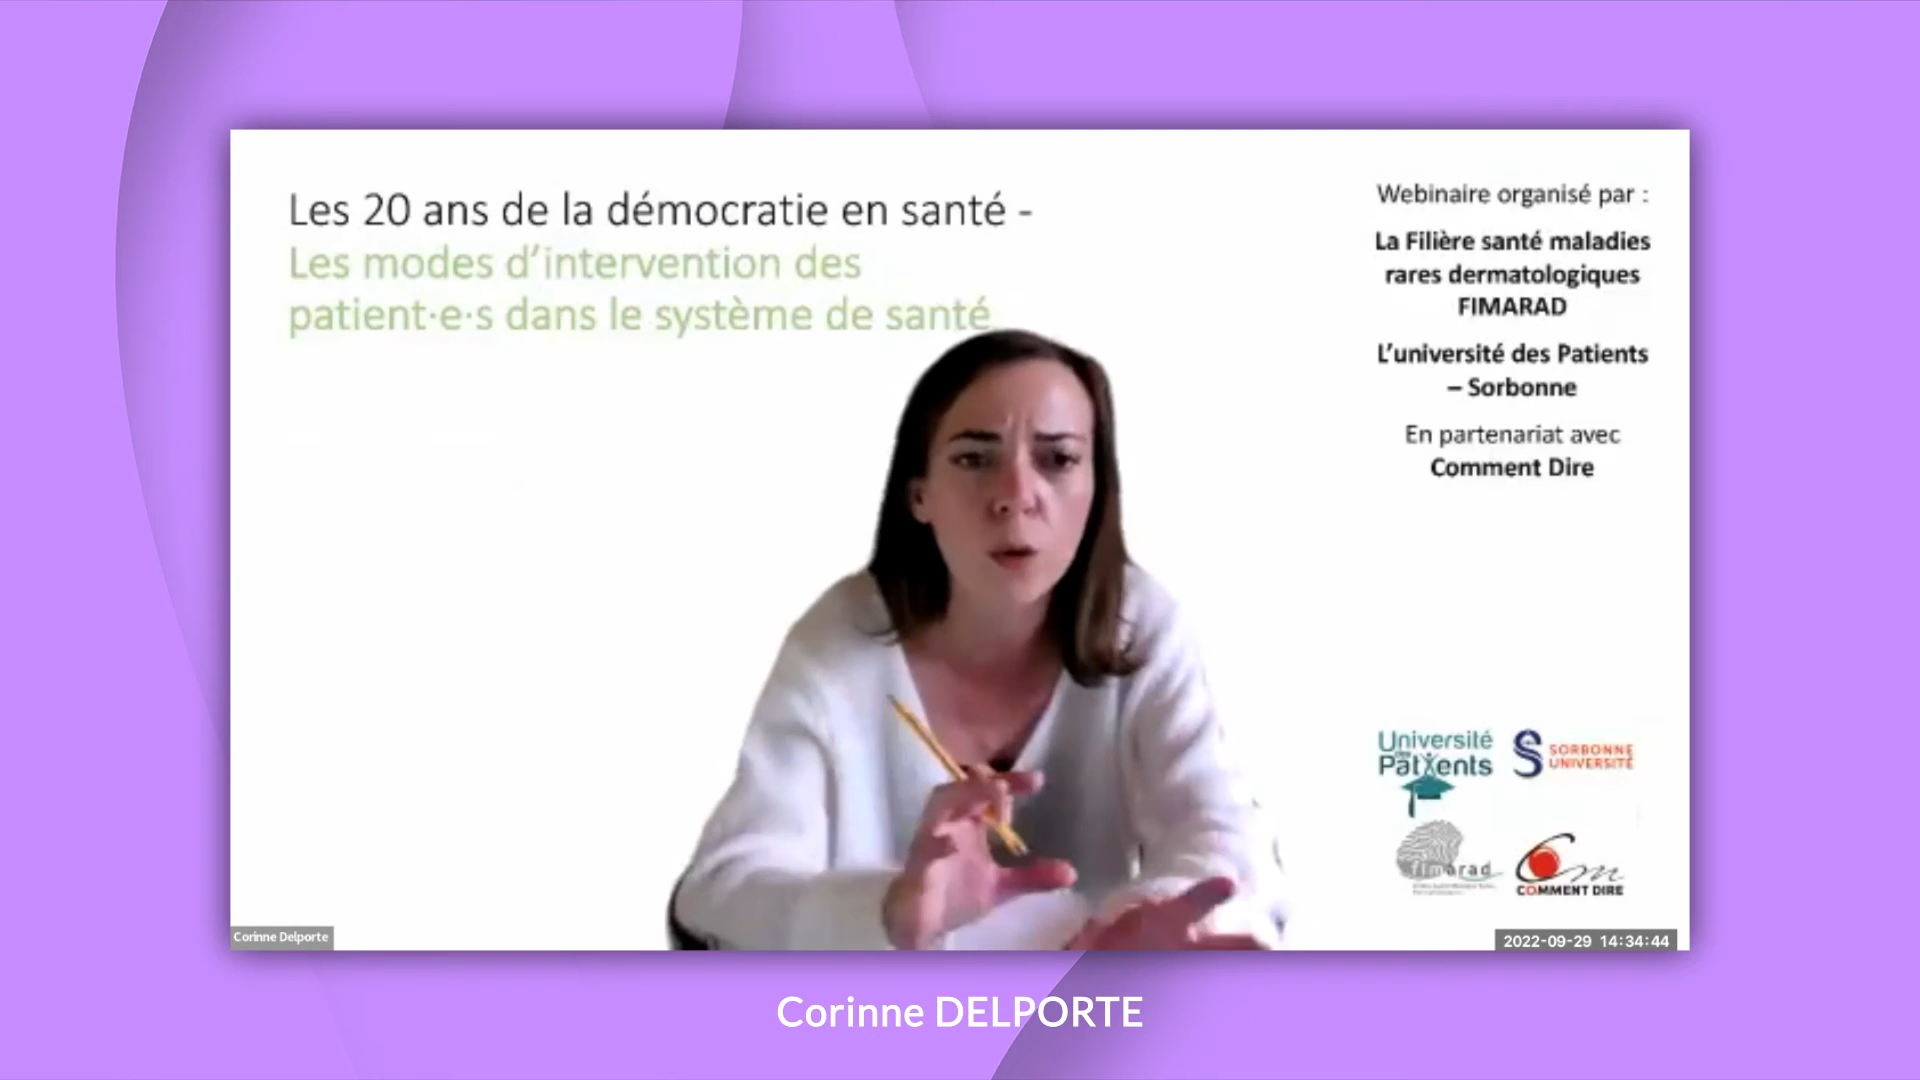 Les 20 ans de la démocratie en santé -
Les modes d'intervention des
patient·e·s dans le système de santé
Webinaire organisé par :
La Filière santé maladies
rares dermatologiques
FIMARAD
L'université des Patients
– Sorbonne
En partenariat avec
Comment Dire
Université
des
Patients
SORBONNE
UNIVERSITÉ
fimarad
COMMENT DIRE
Corinne Delporte
2022-09-29 14:34:44
Corinne DELPORTE